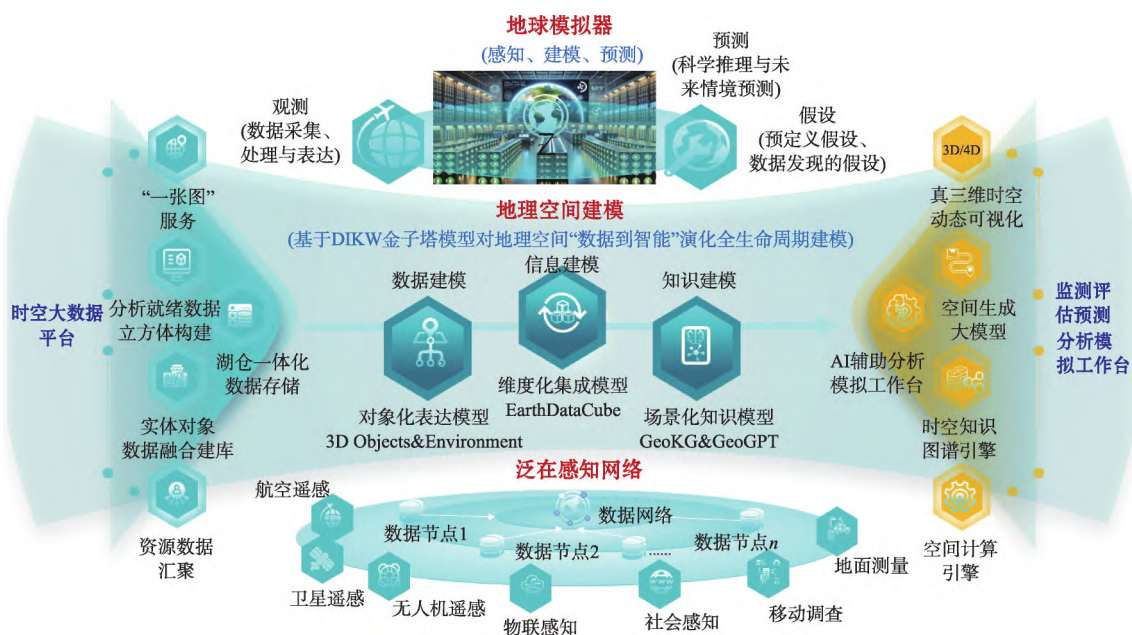 地球模拟器
(感知、建模、预测)
观测
(数据采集、
处理与表达)
预测
(科学推理与未
来情境预测)
假设
(预定义假设、
数据发现的假设)
“一张图”
服务
分析就绪数据
立方体构建
湖仓一体化
数据存储
实体对象
数据融合建库
资源数据
汇聚
时空大数据
平台
地理空间建模
(基于DIKW金子塔模型对地理空间“数据到智能”演化全生命周期建模)
数据建模
信息建模
知识建模
对象化表达模型
3D Objects&Environment
维度化集成模型
EarthDataCube
场景化知识模型
GeoKG&GeoGPT
3D/4D
真三维时空
动态可视化
空间生成
大模型
AI辅助分析
模拟工作台
时空知识
图谱引擎
空间计算
引擎
监测评
估预测
分析模
拟工作台
泛在感知网络
航空遥感
数据节点1
数据网络
数据节点2
......
数据节点n
地面测量
卫星遥感
无人机遥感
物联感知
WWW
社会感知
移动调查